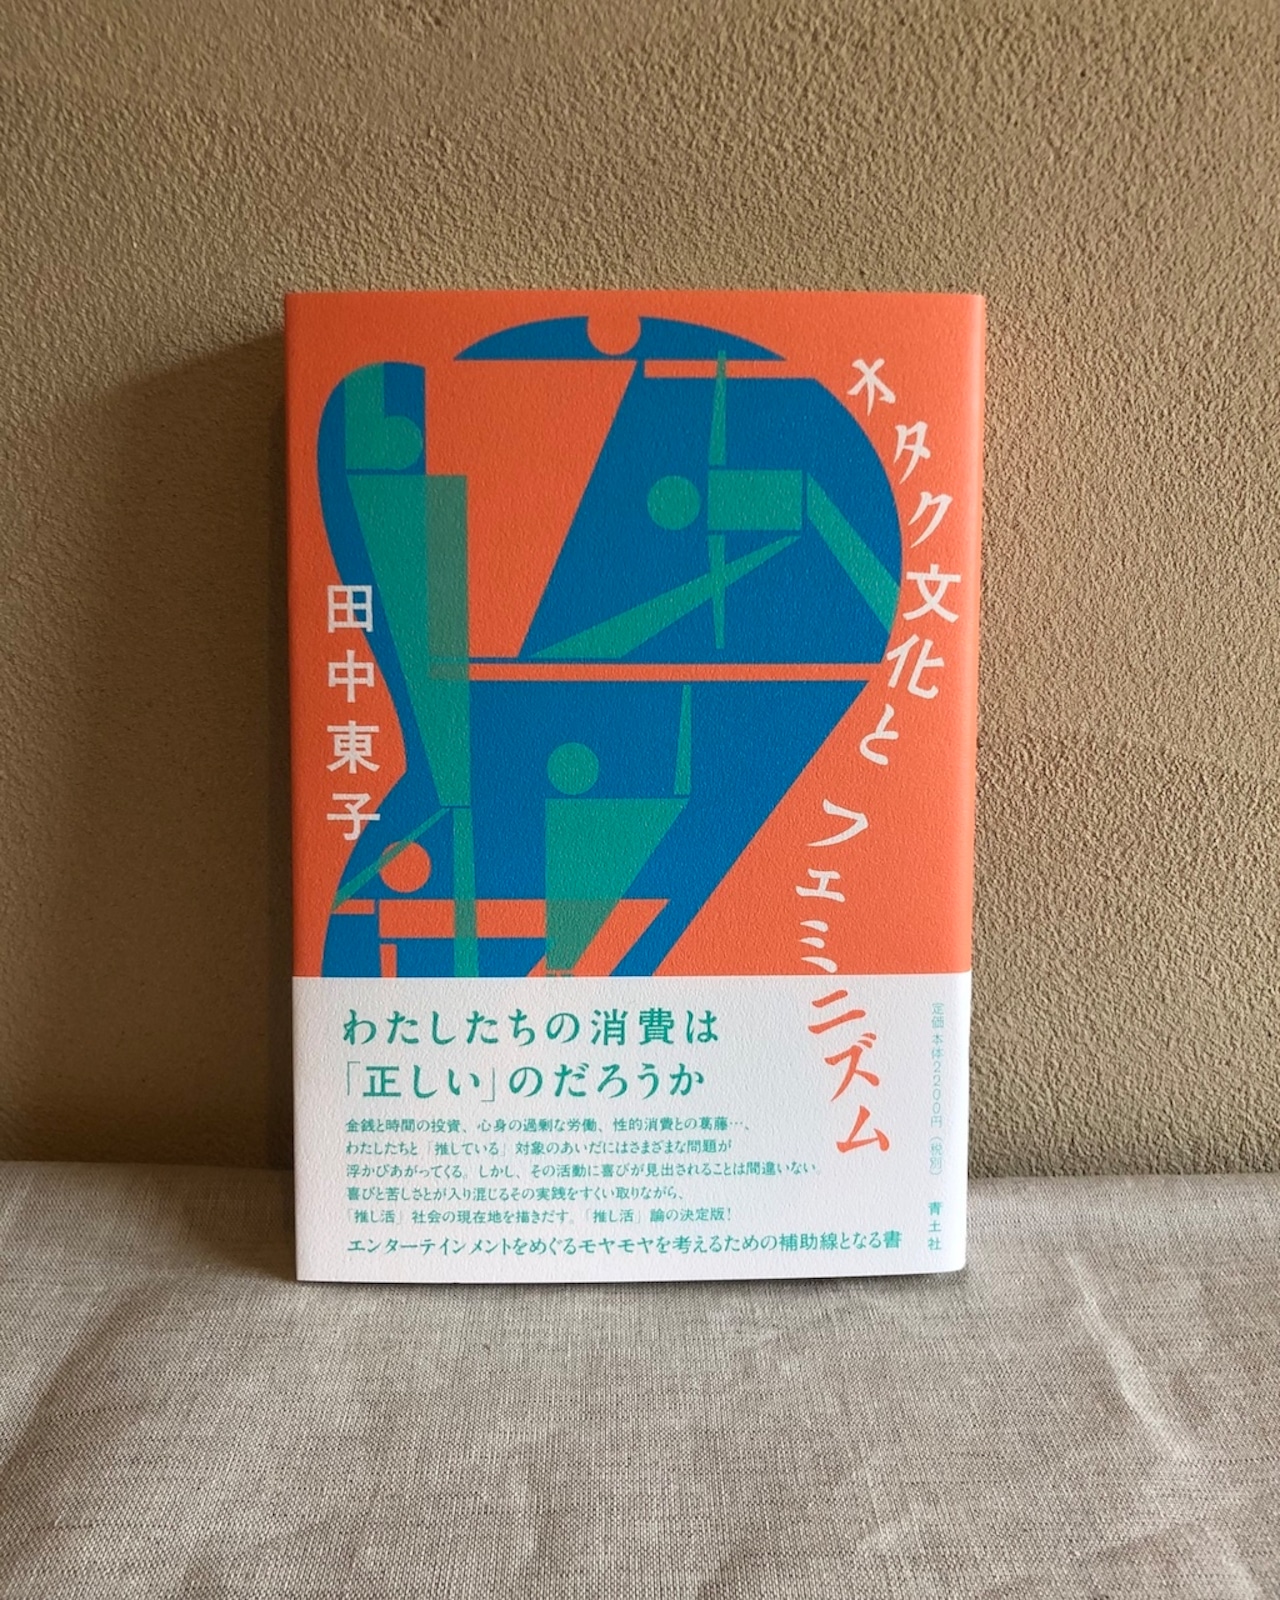 オタク文化と
フェミニズム
田中東子
わたしたちの消費は
「正しい」のだろうか
金銭と時間の投資、心身の過剰な労働、性的消費との葛藤…、
わたしたちと「推している」対象のあいだにはさまざまな問題が
浮かびあがってくる。しかし、その活動に喜びが見出されることは間違いない。
喜びと苦しさとが入り混じるその実践をすくい取りながら、
「推し活」社会の現在地を描きだす。「推し活」論の決定版！
エンターテインメントをめぐるモヤモヤを考えるための補助線となる書
定価 本体2200円（税別）
青土社